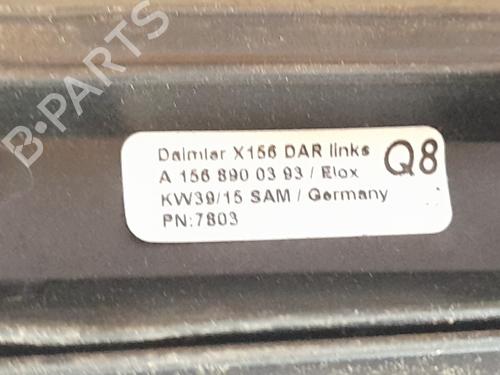 B·PARTS
Daimler X156 DAR links
A 156 890 03 93 / Elox
KW39/15 SAM / Germany
PN:7803
Q8